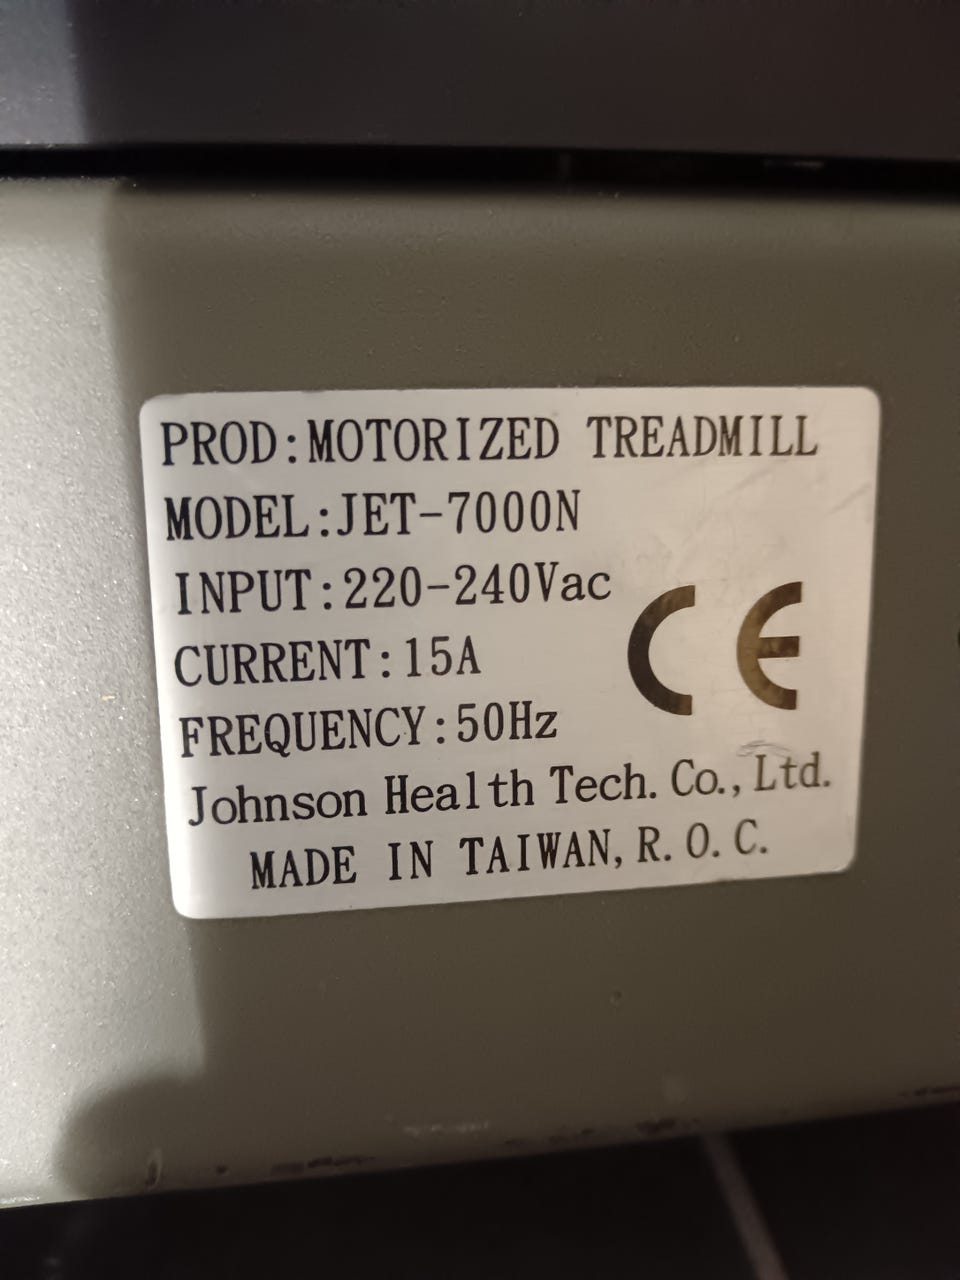 PROD:MOTORIZED TREADMILL
MODEL:JET-7000N
INPUT:220-240Vac
CURRENT:15A
FREQUENCY:50Hz
CE
Johnson Health Tech. Co., Ltd.
MADE IN TAIWAN, R. O. C.